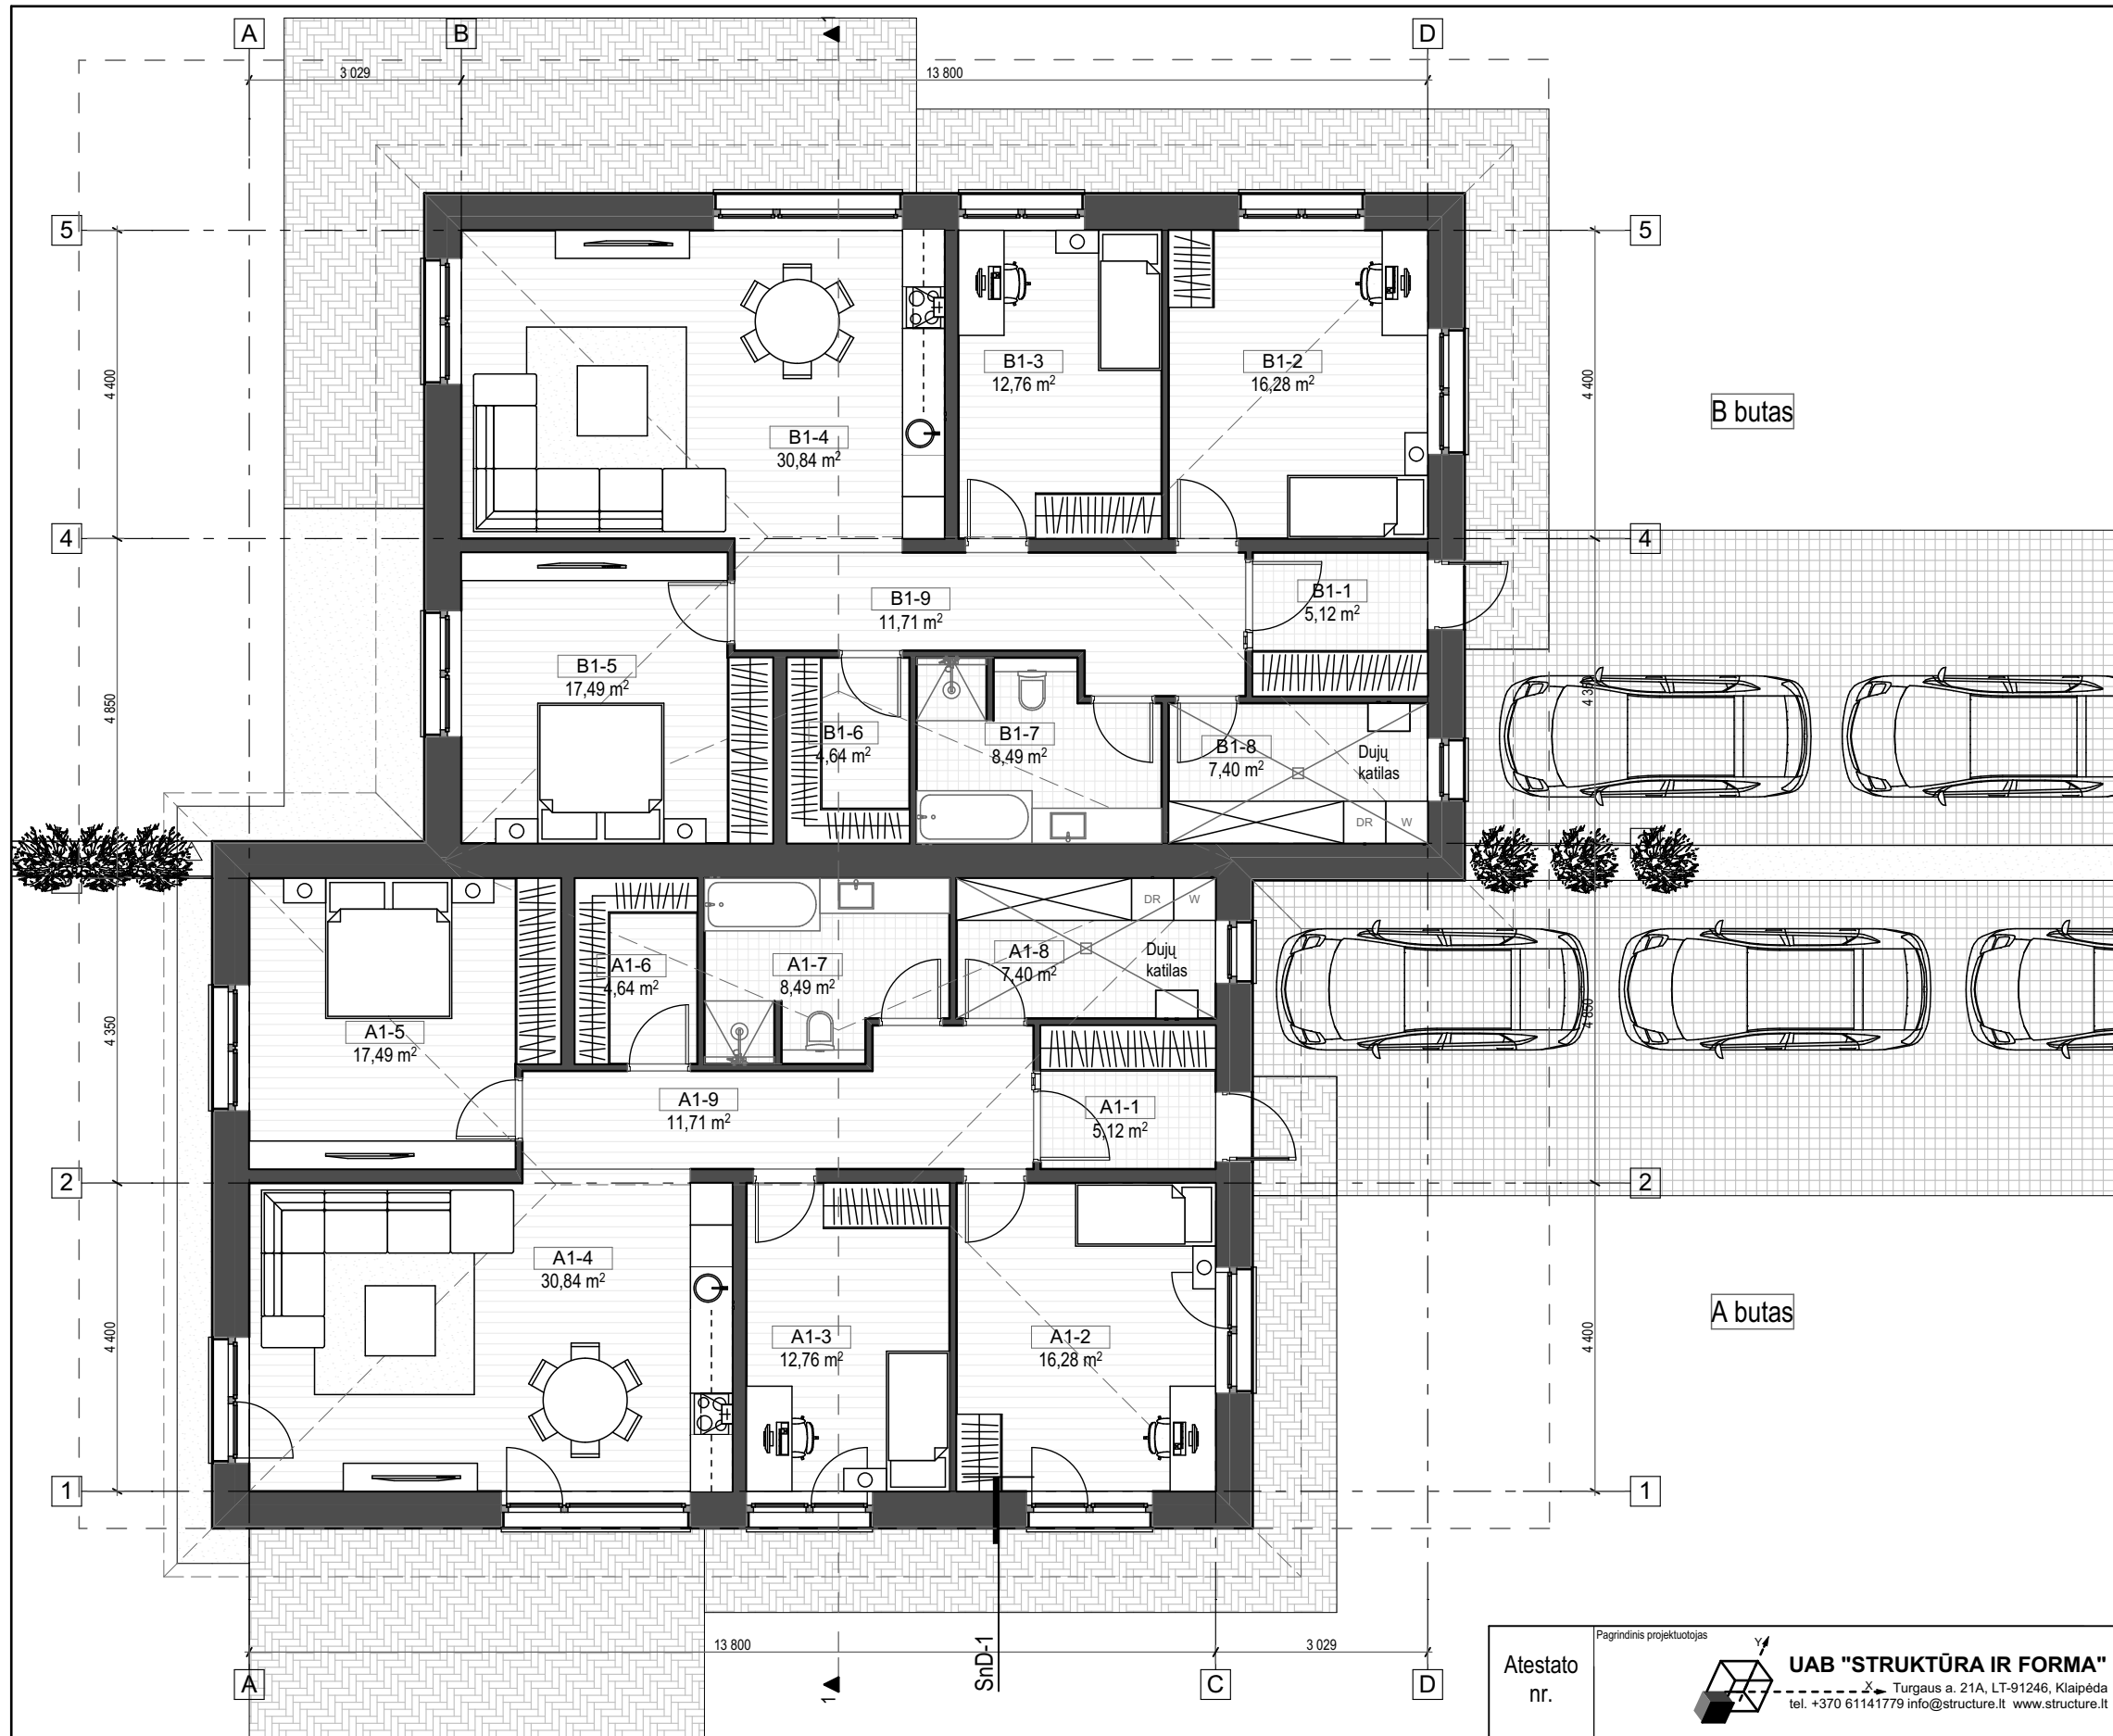 A
B
D
3 029
13 800
5
5
4 400
4 400
B1-3
12,76 m²
B1-2
16,28 m²
B butas
B1-4
30,84 m²
4
4
B1-9
11,71 m²
B1-1
5,12 m²
B1-5
17,49 m²
4 850
B1-6
4,64 m²
B1-7
8,49 m²
B1-8
7,40 m²
Dujų
katilas
DR
W
DR
W
A1-6
4,64 m²
A1-7
8,49 m²
A1-8
7,40 m²
Dujų
katilas
A1-5
17,49 m²
4 350
4 850
A1-9
11,71 m²
A1-1
5,12 m²
2
2
A1-4
30,84 m²
A1-3
12,76 m²
A1-2
16,28 m²
A butas
4 400
4 400
1
1
13 800
3 029
A
1
SnD-1
C
D
Atestato
nr.
Pagrindinis projektuotojas
Y
X
UAB "STRUKTŪRA IR FORMA"
Turgaus a. 21A, LT-91246, Klaipėda
tel. +370 61141779 info@structure.lt www.structure.lt